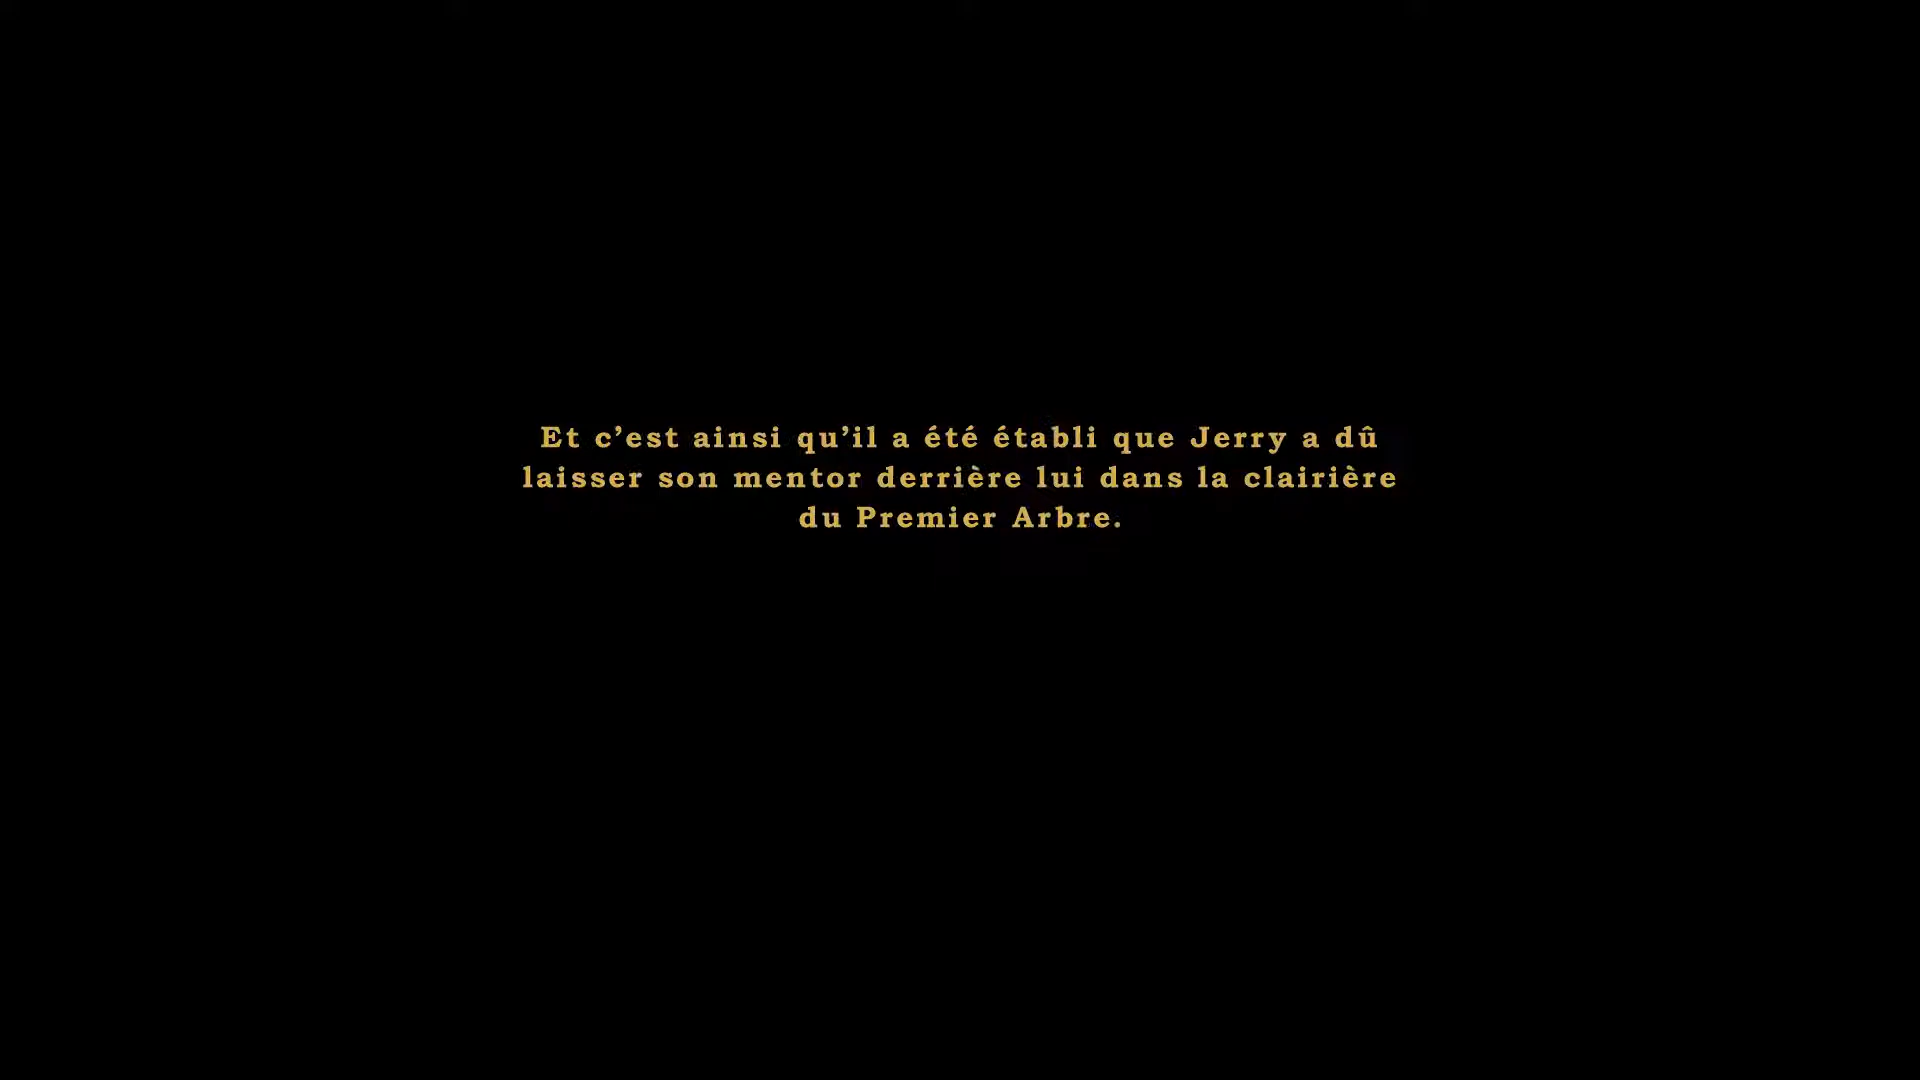 Et c’est ainsi qu’il a été établi que Jerry a dû
laisser son mentor derrière lui dans la clairière
du Premier Arbre.